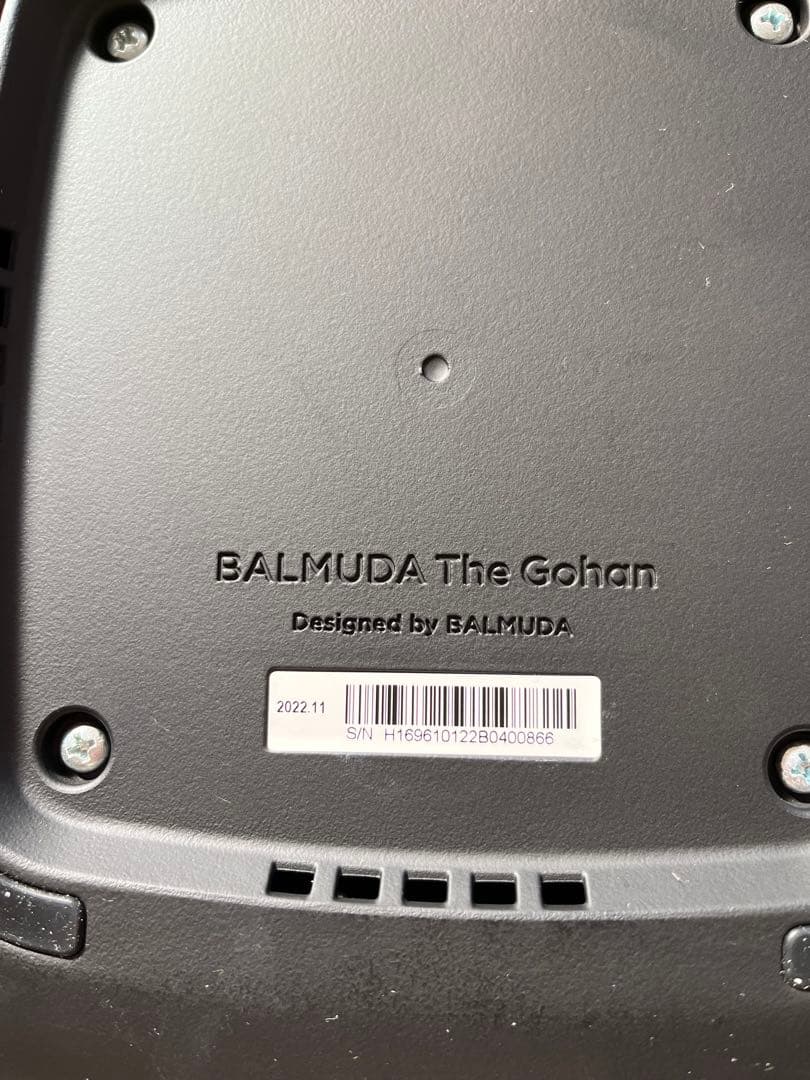 BALMUDA The Gohan
Designed by BALMUDA
2022.11
S/N H169610122B0400866